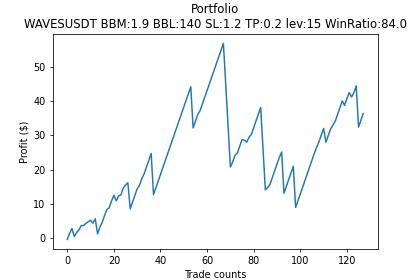 Portfolio
WAVESUSDT BBM:1.9 BBL:140 SL:1.2 TP:0.2 lev:15 WinRatio:84.0
50
40
30
20
10
0
Profit ($)
0 20 40 60 80 100 120
Trade counts